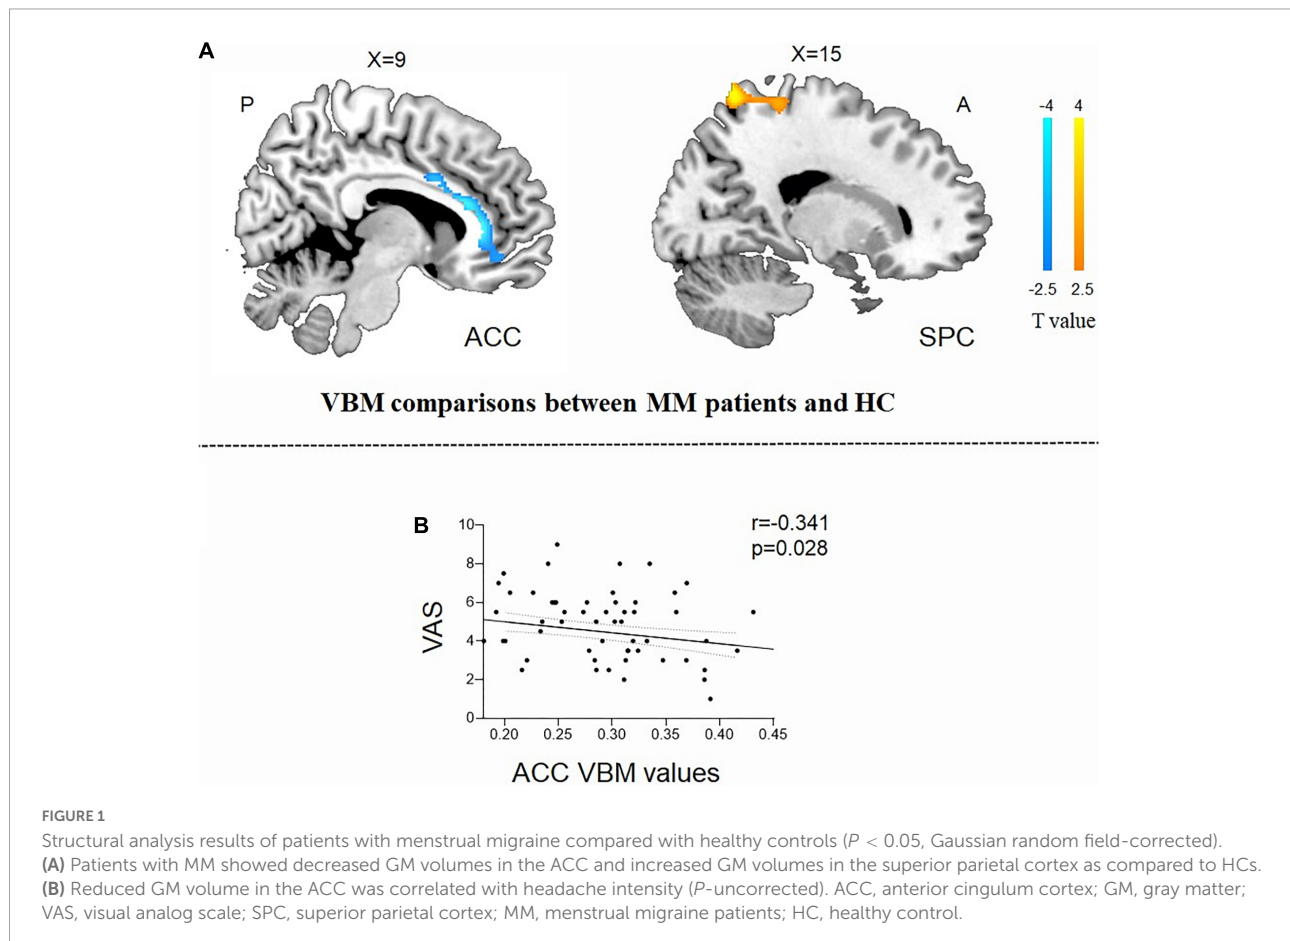 A
X=9
X=15
P
A
-4 4
-2.5 2.5
T value
ACC
SPC
VBM comparisons between MM patients and HC
B
r=-0.341
p=0.028
10
8
6
4
2
0
VAS
0.20 0.25 0.30 0.35 0.40 0.45
ACC VBM values
FIGURE 1
Structural analysis results of patients with menstrual migraine compared with healthy controls (P < 0.05, Gaussian random field-corrected).
(A) Patients with MM showed decreased GM volumes in the ACC and increased GM volumes in the superior parietal cortex as compared to HCs.
(B) Reduced GM volume in the ACC was correlated with headache intensity (P-uncorrected). ACC, anterior cingulum cortex; GM, gray matter;
VAS, visual analog scale; SPC, superior parietal cortex; MM, menstrual migraine patients; HC, healthy control.